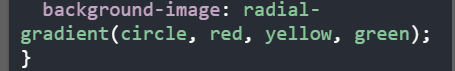 background-image: radial-
gradient(circle, red, yellow, green);
}